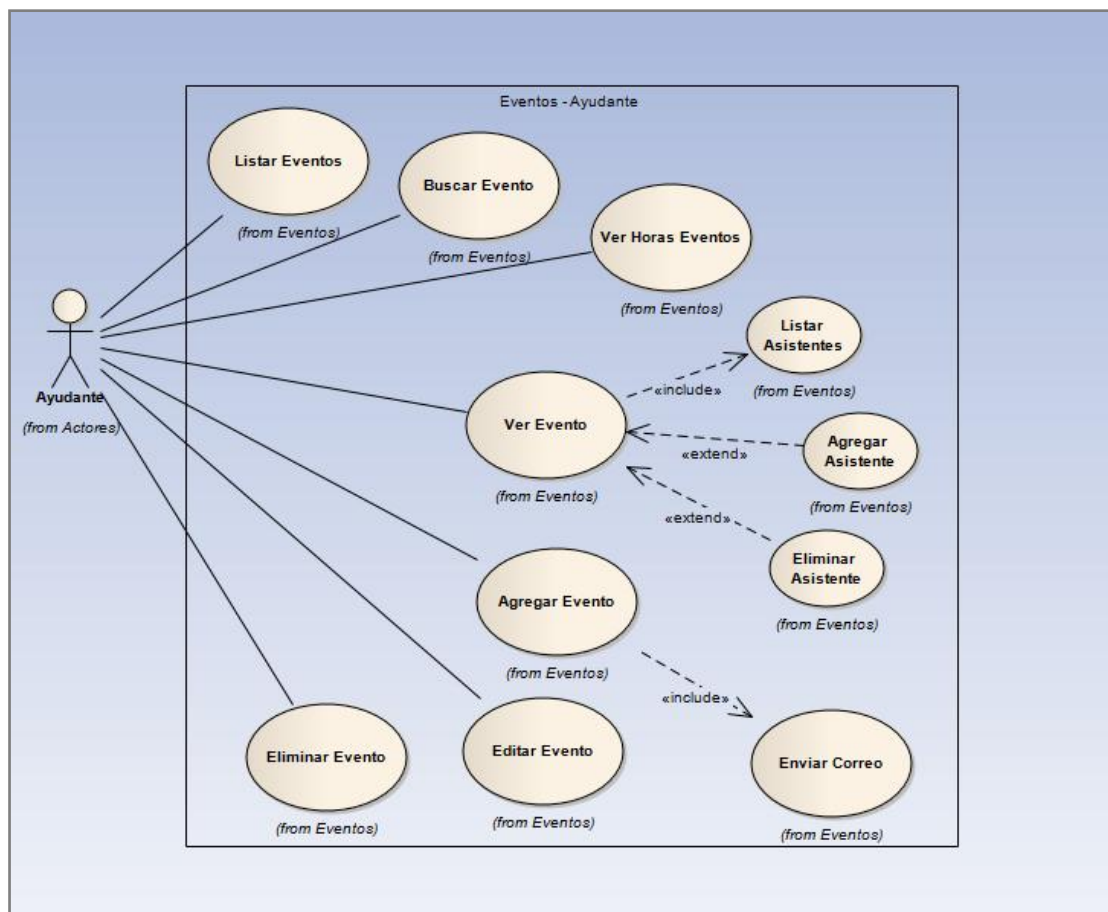 Eventos - Ayudante
Listar Eventos
(from Eventos)
Buscar Evento
(from Eventos)
Ver Horas Eventos
(from Eventos)
Ayudante
(from Actores)
Listar
Asistentes
(from Eventos)
«include»
Ver Evento
(from Eventos)
Agregar
Asistente
(from Eventos)
«extend»
«extend»
Eliminar
Asistente
(from Eventos)
Agregar Evento
(from Eventos)
«include»
Eliminar Evento
(from Eventos)
Editar Evento
(from Eventos)
Enviar Correo
(from Eventos)